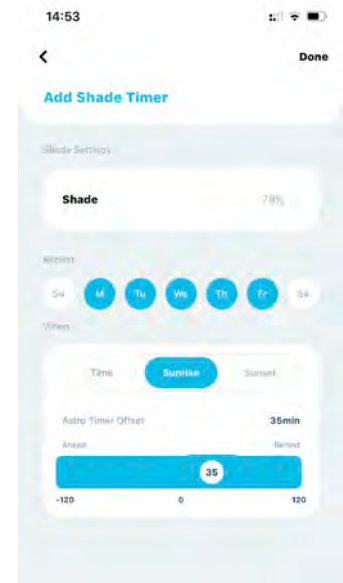 14:53
Done
Add Shade Timer
Shade Settings
Shade 78%
Repeat
Su M Tu We Th Fr Sa
When
Time Sunrise Sunset
Astro Timer Offset 35min
Ahead Behind
35
-120 0 120